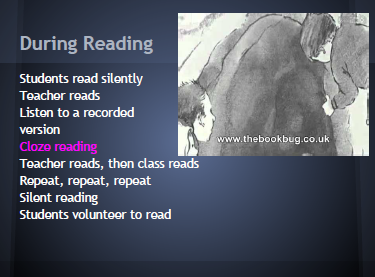 During Reading
Students read silently
Teacher reads
Listen to a recorded
version
Cloze reading
Teacher reads, then class reads
Repeat, repeat, repeat
Silent reading
Students volunteer to read
www.thebookbug.co.uk